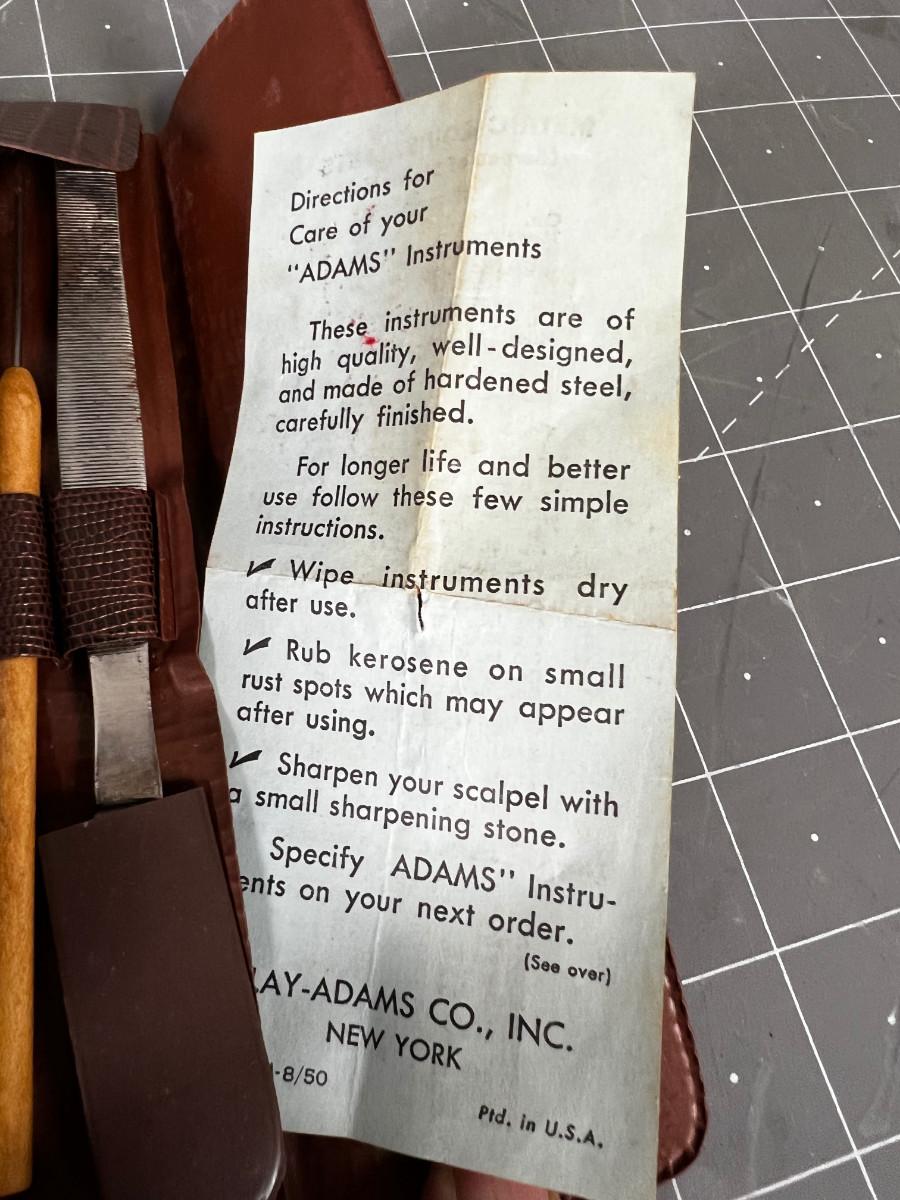 Directions for
Care of your
"ADAMS" Instruments
These instruments are of
high quality, well-designed,
and made of hardened steel,
carefully finished.
For longer life and better
use follow these few simple
instructions.
✔ Wipe instruments dry
after use.
✔ Rub kerosene on small
rust spots which may appear
after using.
✔ Sharpen your scalpel with
a small sharpening stone.
Specify ADAMS" Instru-
ents on your next order.
(See over)
LAY-ADAMS CO., INC.
NEW YORK
-8/50
Ptd. in U.S.A.